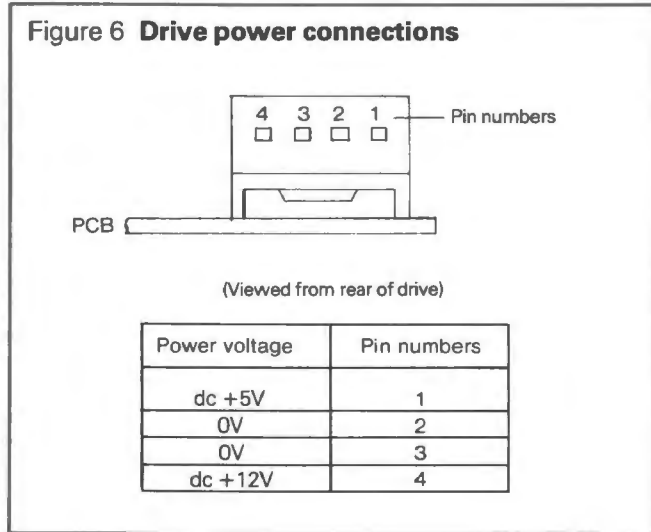 Figure 6 Drive power connections
4 3 2 1 Pin numbers
PCB
(Viewed from rear of drive)
Power voltage Pin numbers
dc +5V 1
0V 2
0V 3
dc +12V 4